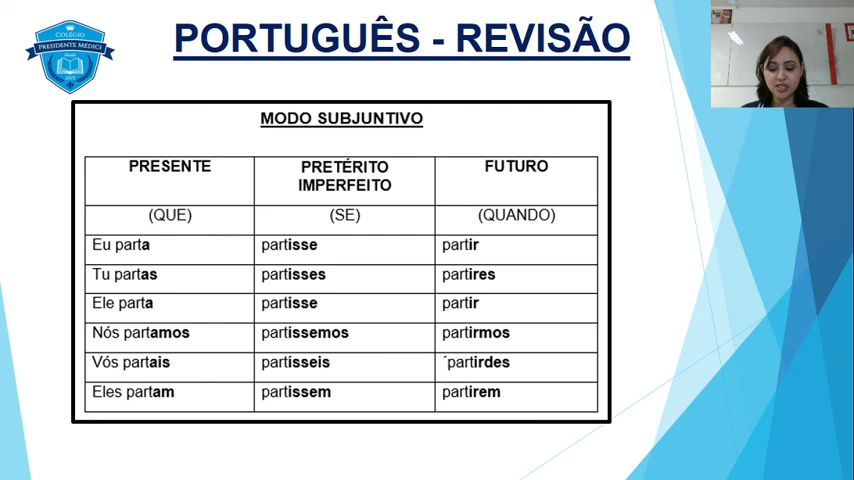 COLÉGIO
PRESIDENTE MÉDICI
PORTUGUÊS - REVISÃO
MODO SUBJUNTIVO
PRESENTE PRETÉRITO IMPERFEITO FUTURO
(QUE) (SE) (QUANDO)
Eu parta partisse partir
Tu partas partisses partires
Ele parta partisse partir
Nós partamos partíssemos partirmos
Vós partais partísseis ´partirdes
Eles partam partissem partirem